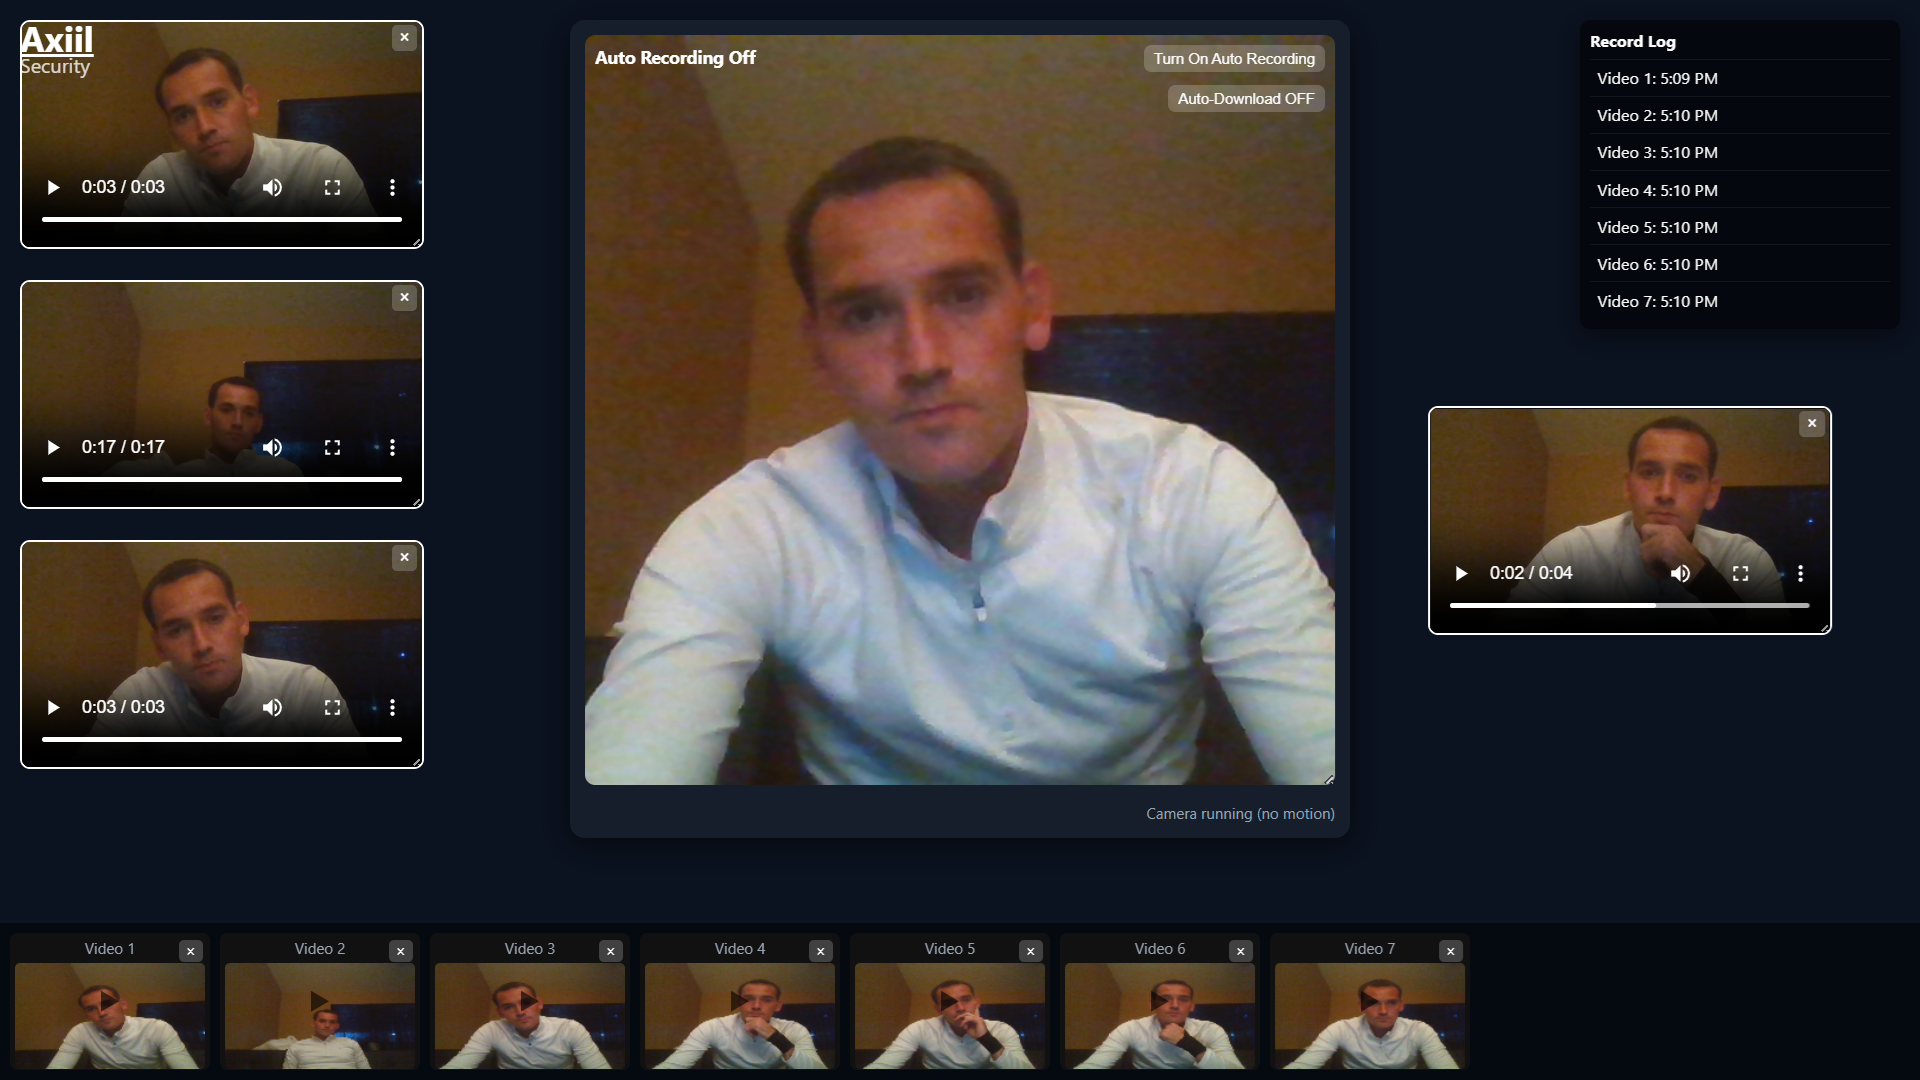 Axiil
Security
×
0:03 / 0:03
×
0:17 / 0:17
×
0:03 / 0:03
Auto Recording Off
Turn On Auto Recording
Auto-Download OFF
Camera running (no motion)
Record Log
Video 1: 5:09 PM
Video 2: 5:10 PM
Video 3: 5:10 PM
Video 4: 5:10 PM
Video 5: 5:10 PM
Video 6: 5:10 PM
Video 7: 5:10 PM
×
0:02 / 0:04
Video 1 ×
Video 2 ×
Video 3 ×
Video 4 ×
Video 5 ×
Video 6 ×
Video 7 ×